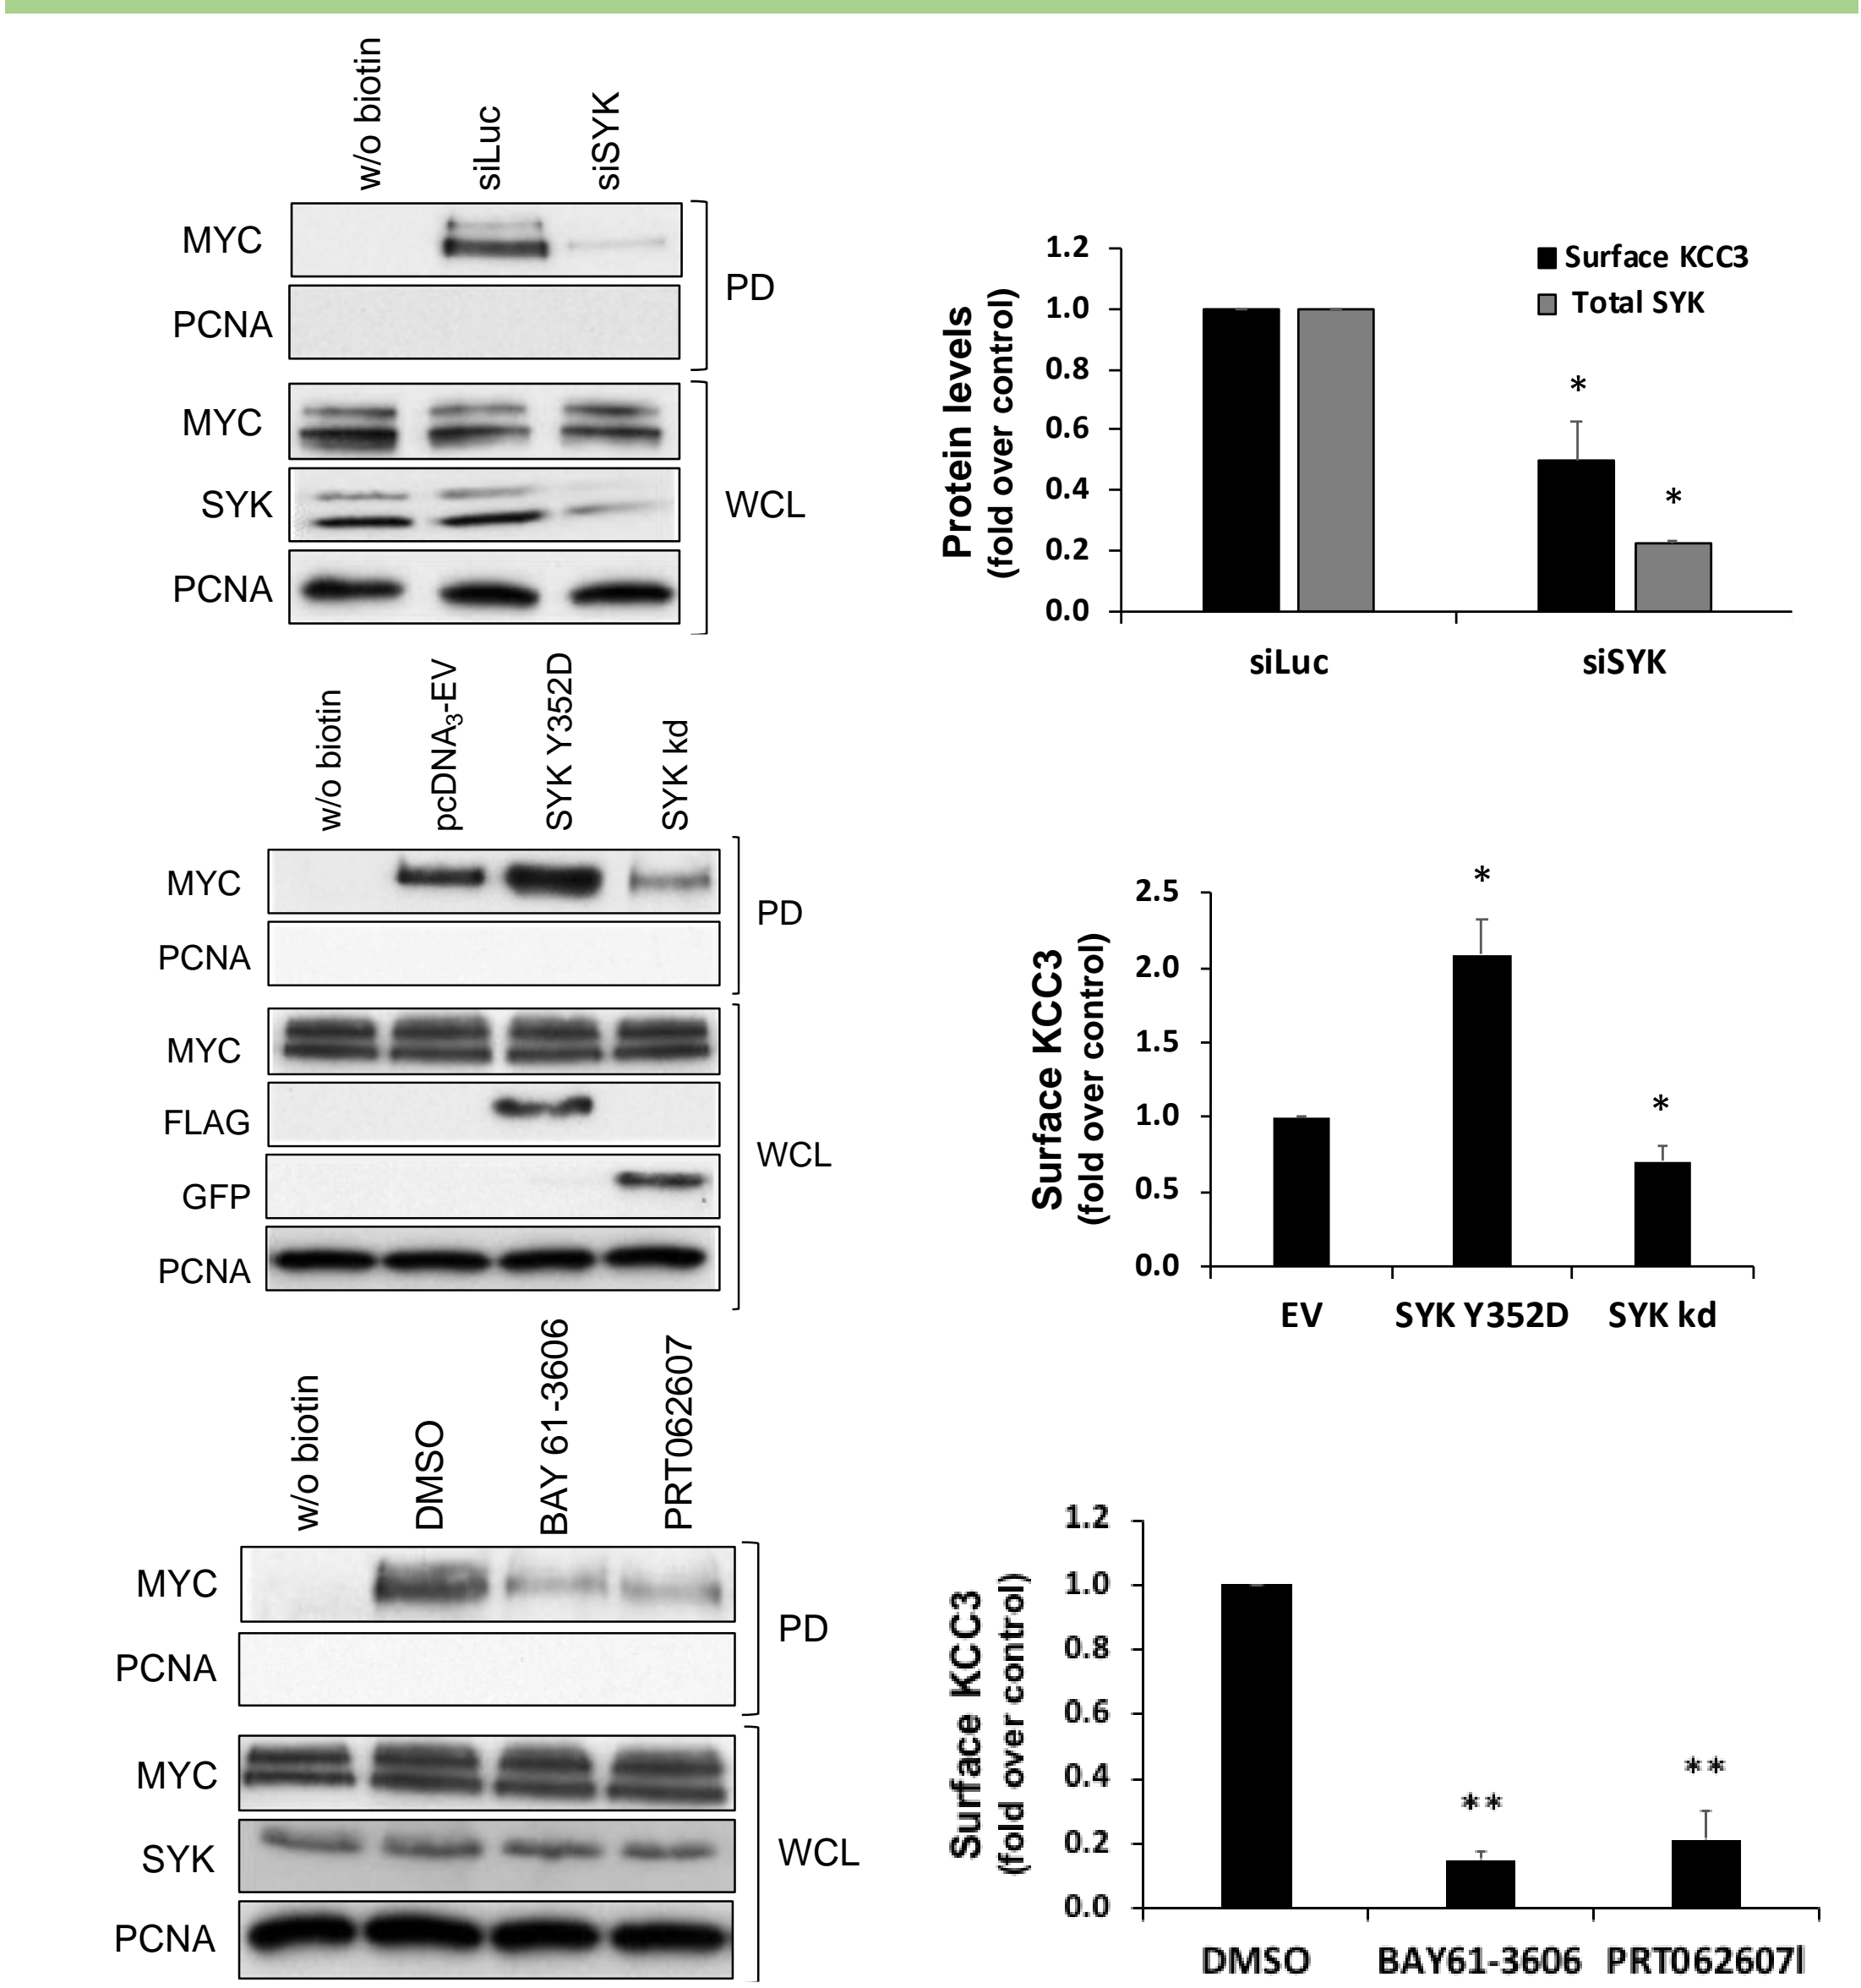 w/o biotin
siLuc
siSYK
MYC
PCNA
PD
MYC
SYK
PCNA
WCL
Protein levels
(fold over control)
1.2
1.0
0.8
0.6
0.4
0.2
0.0
Surface KCC3
Total SYK
*
*
siLuc
siSYK
w/o biotin
pcDNA₃-EV
SYK Y352D
SYK kd
MYC
PCNA
PD
MYC
FLAG
GFP
PCNA
WCL
Surface KCC3
(fold over control)
2.5
2.0
1.5
1.0
0.5
0.0
*
*
EV
SYK Y352D
SYK kd
w/o biotin
DMSO
BAY 61-3606
PRT062607
MYC
PCNA
PD
MYC
SYK
PCNA
WCL
Surface KCC3
(fold over control)
1.2
1.0
0.8
0.6
0.4
0.2
0.0
**
**
DMSO
BAY61-3606
PRT062607l